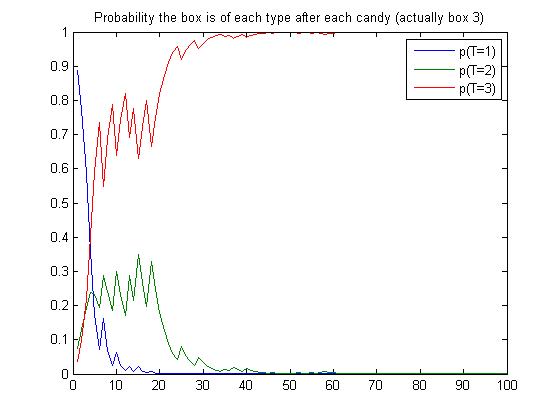 Probability the box is of each type after each candy (actually box 3)
1
0.9
0.8
0.7
0.6
0.5
0.4
0.3
0.2
0.1
0
0 10 20 30 40 50 60 70 80 90 100
p(T=1)
p(T=2)
p(T=3)